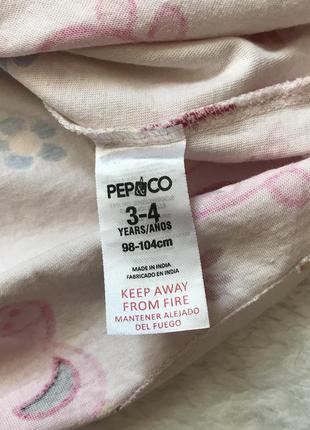 PEP&CO
3-4
YEARS/AÑOS
98-104cm
MADE IN INDIA
FABRICADO EN INDIA
KEEP AWAY
FROM FIRE
MANTENER ALEJADO
DEL FUEGO